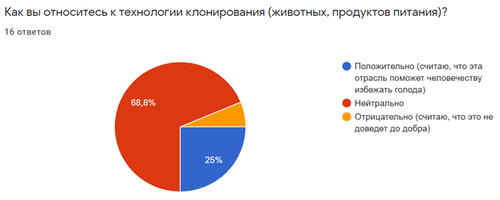 Как вы относитесь к технологии клонирования (животных, продуктов питания)?
16 ответов
68,8%
25%
Положительно (считаю, что эта
отрасль поможет человечеству
избежать голода)
Нейтрально
Отрицательно (считаю, что это не
доведет до добра)